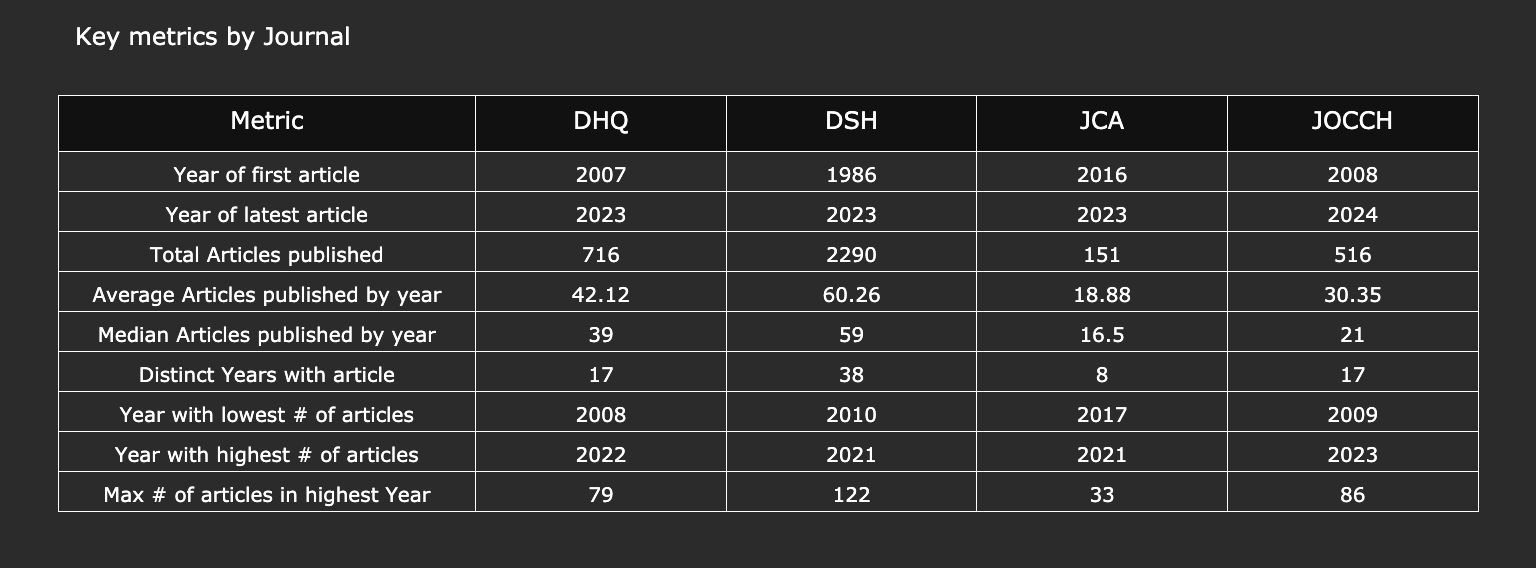 Key metrics by Journal
Metric DHQ DSH JCA JOCCH
Year of first article 2007 1986 2016 2008
Year of latest article 2023 2023 2023 2024
Total Articles published 716 2290 151 516
Average Articles published by year 42.12 60.26 18.88 30.35
Median Articles published by year 39 59 16.5 21
Distinct Years with article 17 38 8 17
Year with lowest # of articles 2008 2010 2017 2009
Year with highest # of articles 2022 2021 2021 2023
Max # of articles in highest Year 79 122 33 86